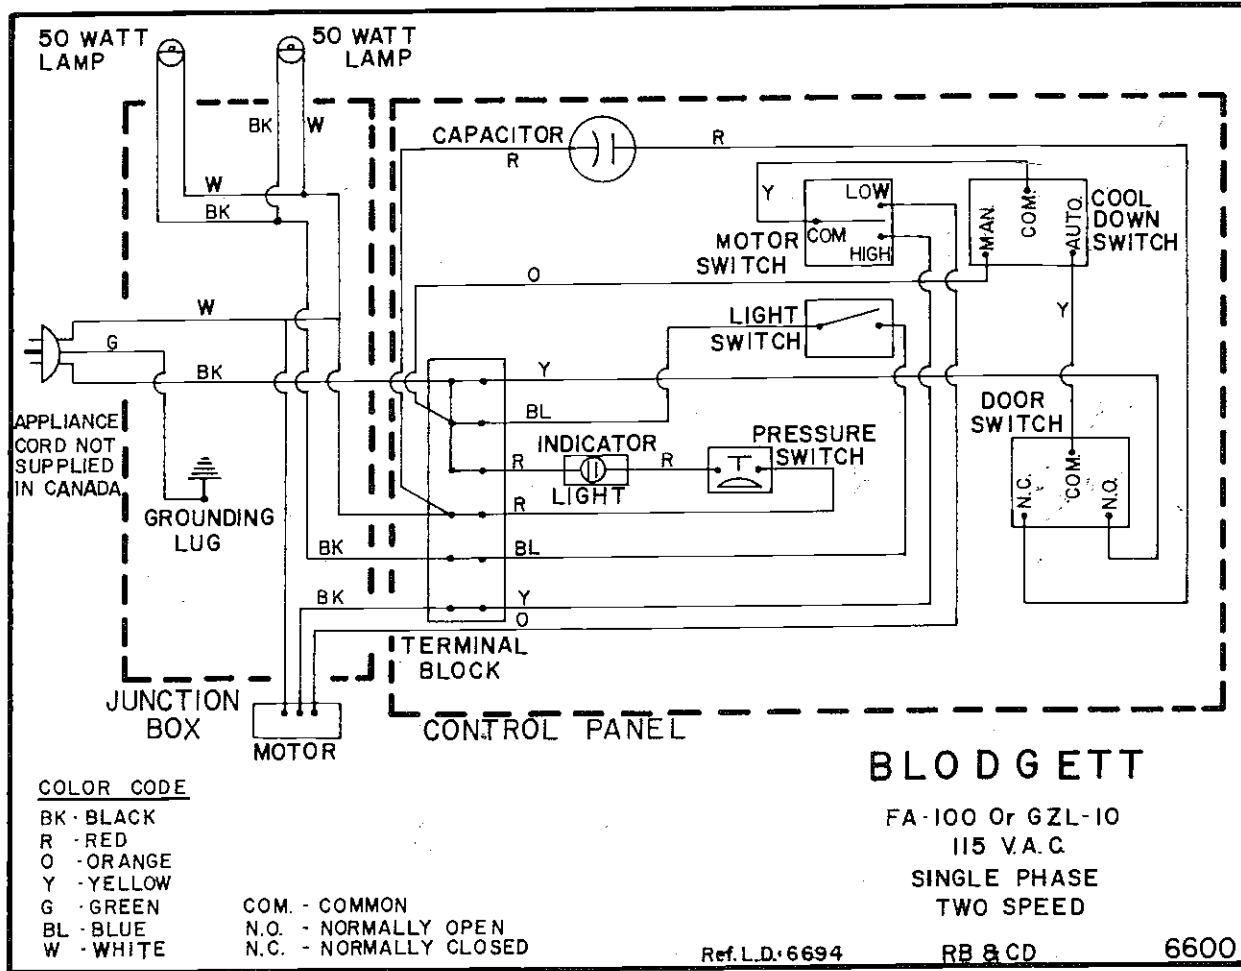 50 WATT
LAMP
50 WATT
LAMP
BK
W
CAPACITOR
R
R
W
BK
Y
LOW
COM
HIGH
MOTOR
SWITCH
MAN.
COM.
AUTO.
COOL
DOWN
SWITCH
O
W
G
BK
LIGHT
SWITCH
Y
Y
BL
APPLIANCE
CORD NOT
SUPPLIED
IN CANADA
GROUNDING
LUG
R
INDICATOR
LIGHT
R
PRESSURE
SWITCH
R
DOOR
SWITCH
N.C.
COM.
N.O.
BK
BL
BK
Y
O
TERMINAL
BLOCK
JUNCTION
BOX
MOTOR
CONTROL PANEL
COLOR CODE
BK - BLACK
R - RED
O - ORANGE
Y - YELLOW
G - GREEN
BL - BLUE
W - WHITE
COM. - COMMON
N.O. - NORMALLY OPEN
N.C. - NORMALLY CLOSED
BLODGETT
FA-100 Or GZL-10
115 V.A.C.
SINGLE PHASE
TWO SPEED
Ref. L.D.: 6694
RB & CD
6600